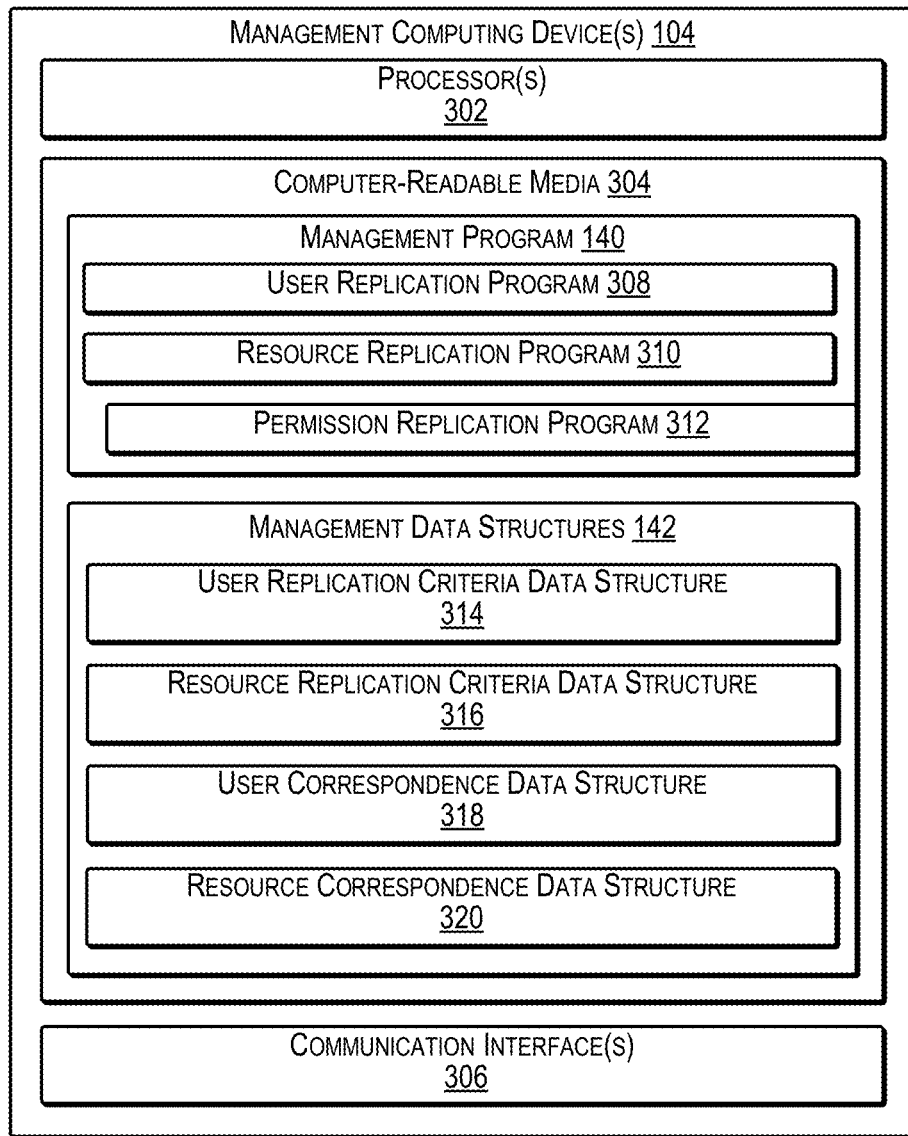 MANAGEMENT COMPUTING DEVICE(S) 104
PROCESSOR(S)
302
COMPUTER-READABLE MEDIA 304
MANAGEMENT PROGRAM 140
USER REPLICATION PROGRAM 308
RESOURCE REPLICATION PROGRAM 310
PERMISSION REPLICATION PROGRAM 312
MANAGEMENT DATA STRUCTURES 142
USER REPLICATION CRITERIA DATA STRUCTURE
314
RESOURCE REPLICATION CRITERIA DATA STRUCTURE
316
USER CORRESPONDENCE DATA STRUCTURE
318
RESOURCE CORRESPONDENCE DATA STRUCTURE
320
COMMUNICATION INTERFACE(S)
306